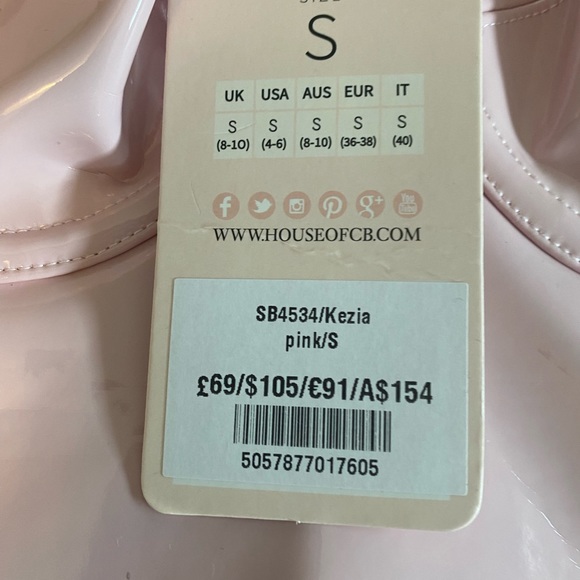 SIZE
S
UK USA AUS EUR IT
S S S S S
(8-10) (4-6) (8-10) (36-38) (40)
WWW.HOUSEOFCB.COM
SB4534/Kezia
pink/S
£69/$105/€91/A$154
5057877017605